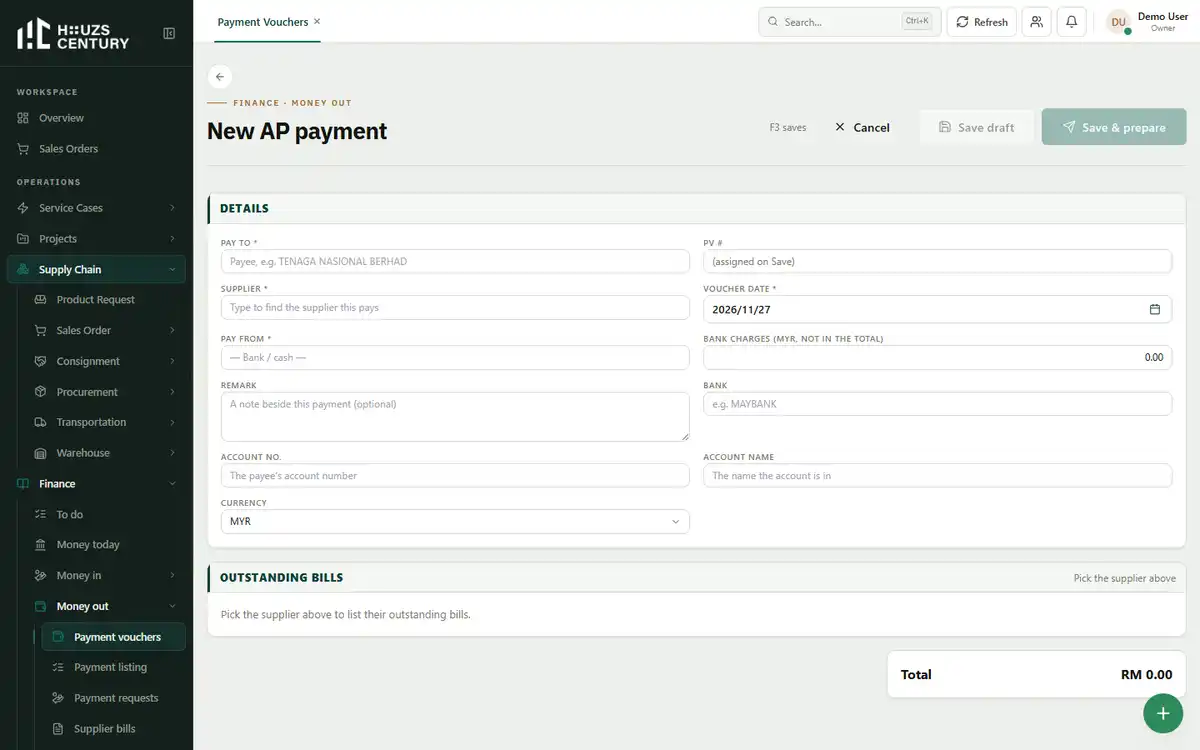 HOUZS
CENTURY
WORKSPACE
Overview
Sales Orders
OPERATIONS
Service Cases
Projects
Supply Chain
Product Request
Sales Order
Consignment
Procurement
Transportation
Warehouse
Finance
To do
Money today
Money in
Money out
Payment vouchers
Payment listing
Payment requests
Supplier bills
Payment Vouchers ×
Search... Ctrl+K
Refresh
DU
Demo User
Owner
FINANCE · MONEY OUT
New AP payment
F3 saves
Cancel
Save draft
Save & prepare
DETAILS
PAY TO *
Payee, e.g. TENAGA NASIONAL BERHAD
PV #
(assigned on Save)
SUPPLIER *
Type to find the supplier this pays
VOUCHER DATE *
2026/11/27
PAY FROM *
— Bank / cash —
BANK CHARGES (MYR, NOT IN THE TOTAL)
0.00
REMARK
A note beside this payment (optional)
BANK
e.g. MAYBANK
ACCOUNT NO.
The payee's account number
ACCOUNT NAME
The name the account is in
CURRENCY
MYR
OUTSTANDING BILLS
Pick the supplier above
Pick the supplier above to list their outstanding bills.
Total RM 0.00